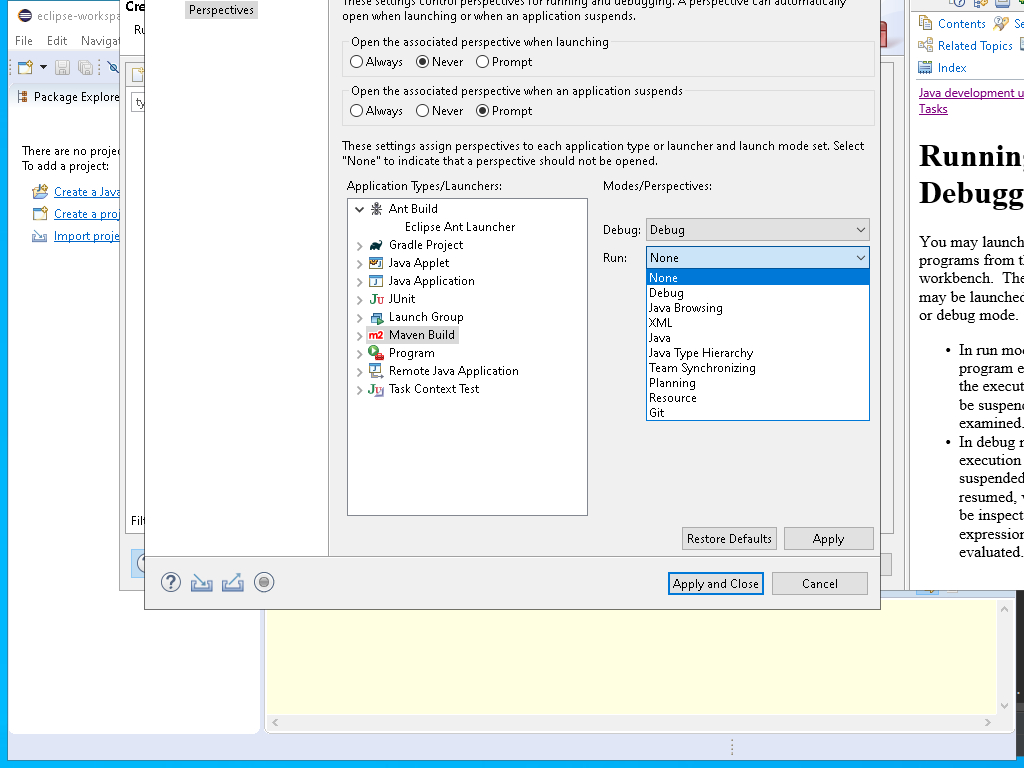 eclipse-workspa
File Edit Navigat
Package Explore
There are no projec
To add a project:
Create a Java
Create a proj
Import proje
Cre
Ru
ty
Filt
Perspectives
These settings control perspectives for running and debugging. A perspective can automatically
open when launching or when an application suspends.
Open the associated perspective when launching
Always Never Prompt
Open the associated perspective when an application suspends
Always Never Prompt
These settings assign perspectives to each application type or launcher and launch mode set. Select
"None" to indicate that a perspective should not be opened.
Application Types/Launchers:
Ant Build
Eclipse Ant Launcher
Gradle Project
Java Applet
Java Application
JUnit
Launch Group
Maven Build
Program
Remote Java Application
Task Context Test
Modes/Perspectives:
Debug: Debug
Run: None
None
Debug
Java Browsing
XML
Java
Java Type Hierarchy
Team Synchronizing
Planning
Resource
Git
Restore Defaults Apply
Apply and Close Cancel
Contents Se
Related Topics
Index
Java development u
Tasks
Running
Debugg
You may launch
programs from th
workbench. The
may be launched
or debug mode.
• In run mod
program e
the execut
be suspend
examined.
• In debug m
execution
suspended
resumed, v
be inspect
expression
evaluated.